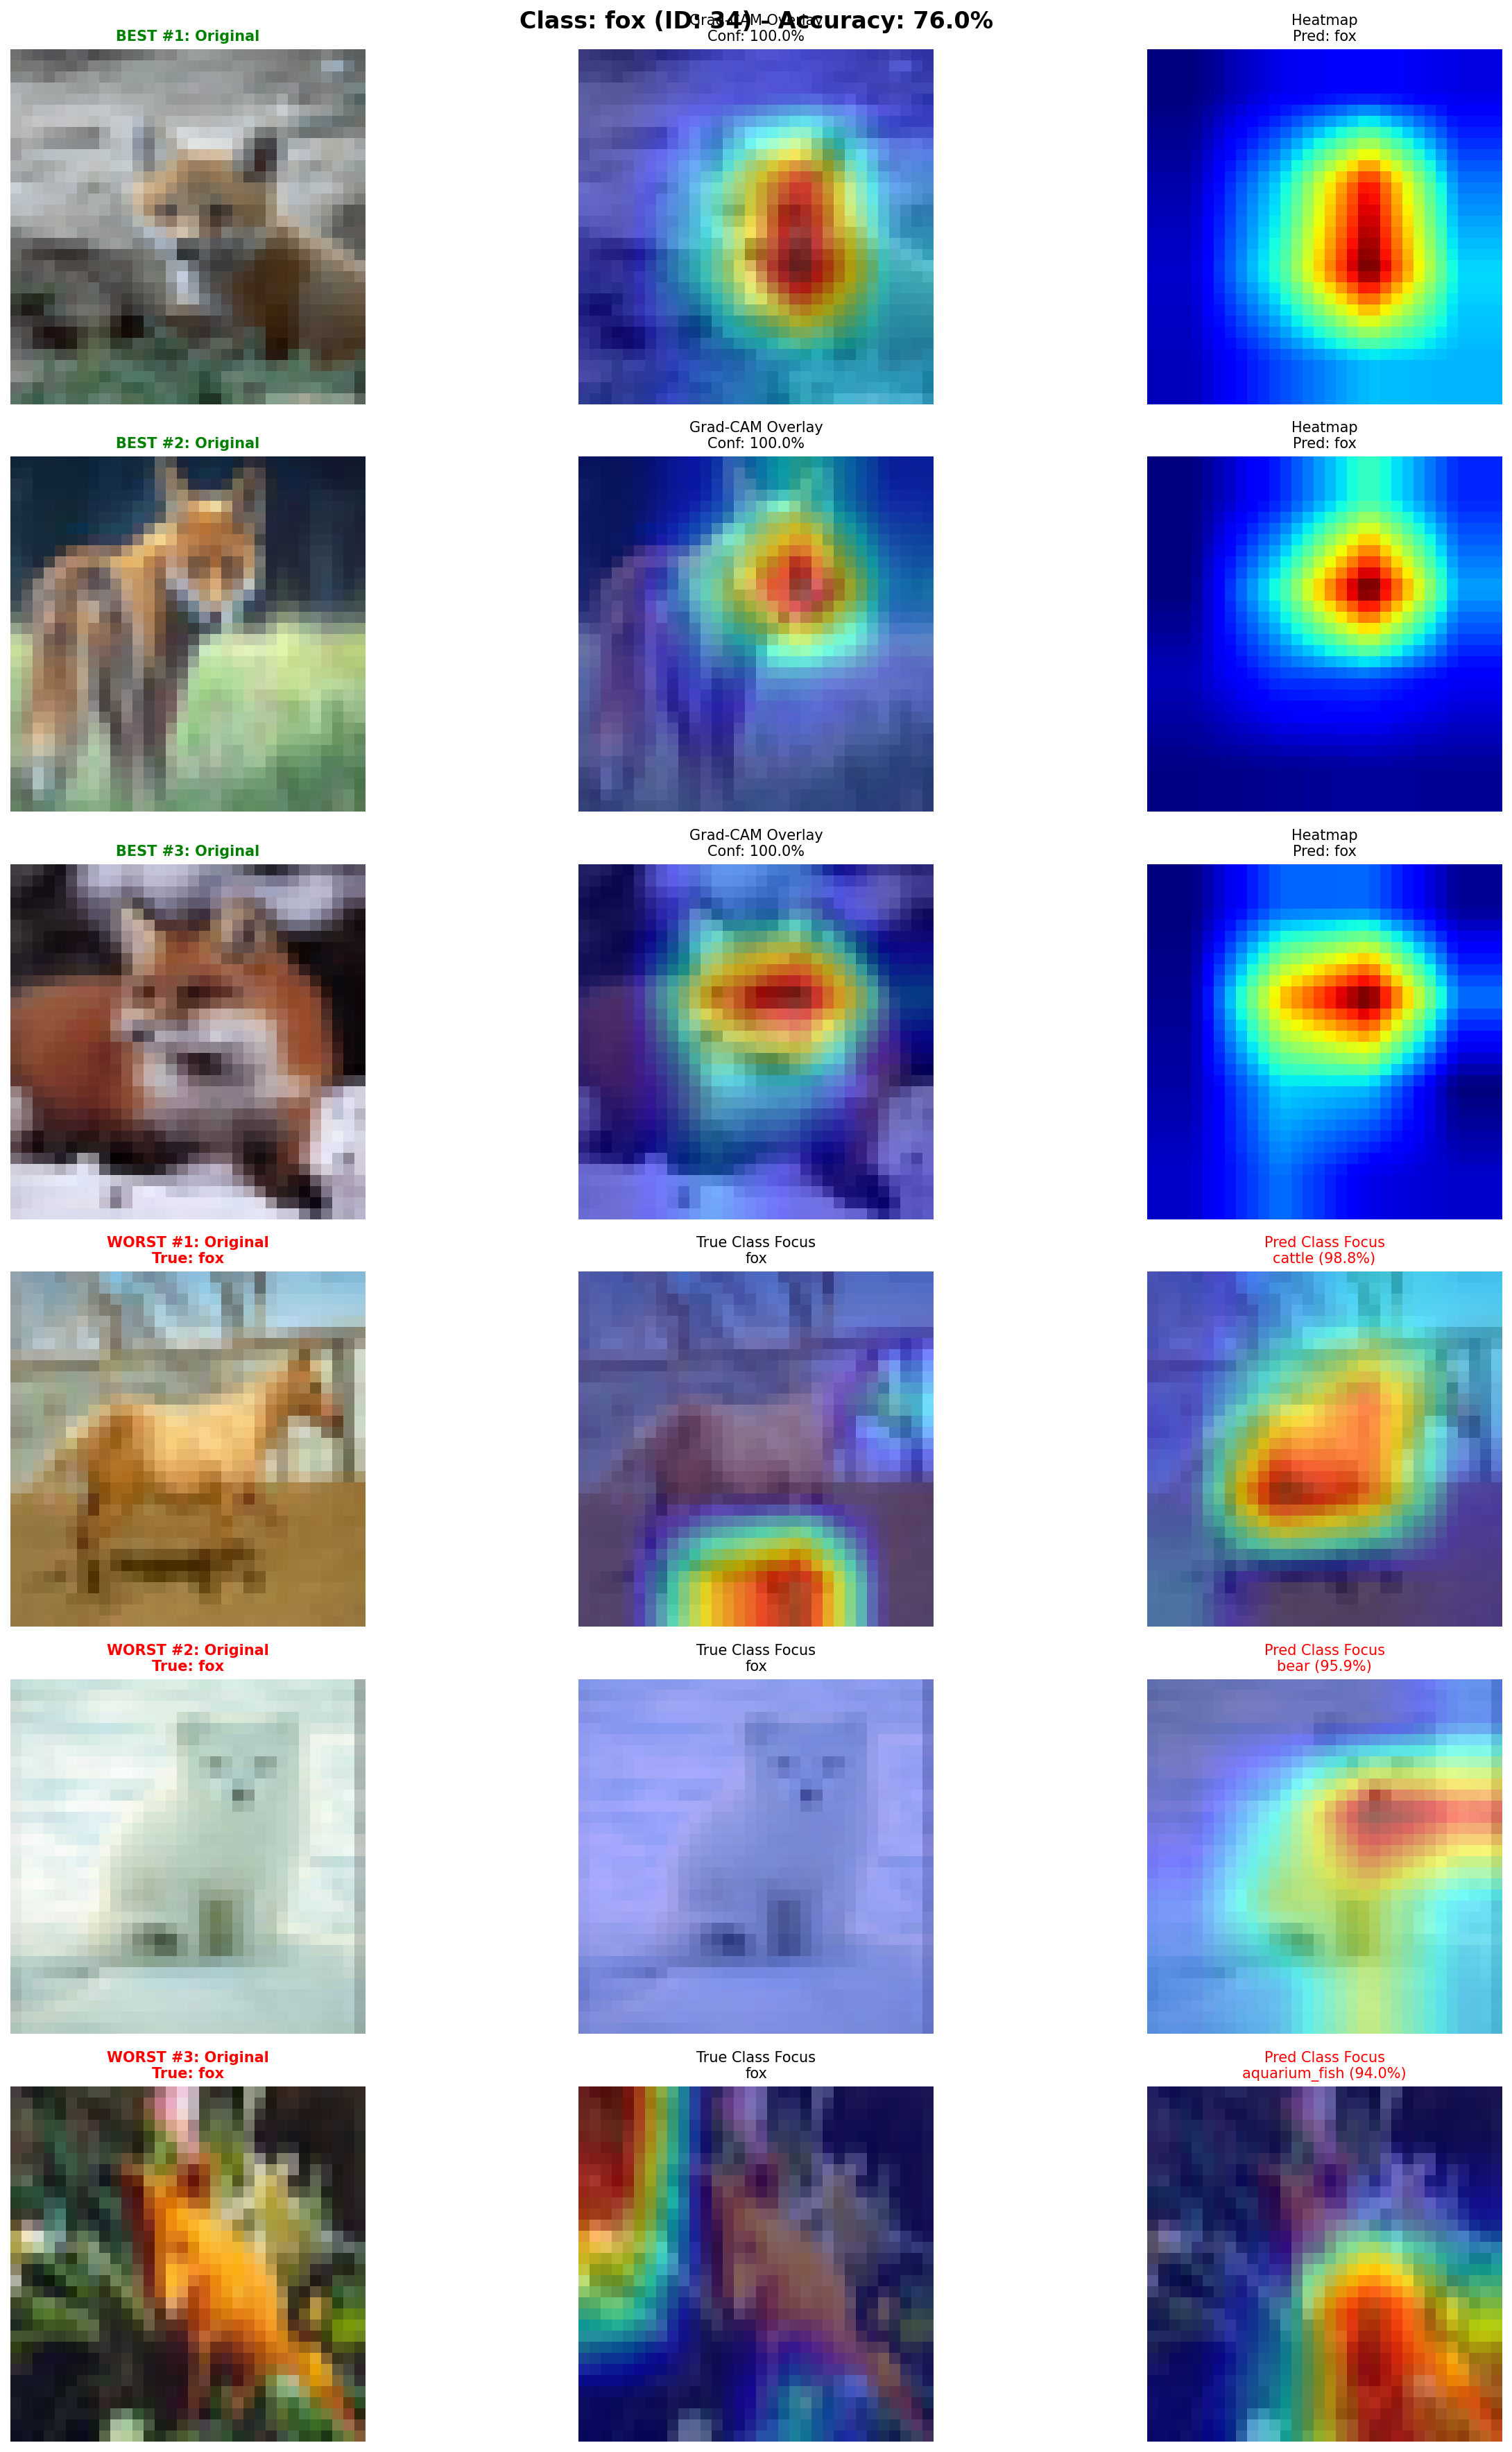 Class: fox (ID: 34) - Accuracy: 76.0%
BEST #1: Original
Grad-CAM Overlay
Conf: 100.0%
Heatmap
Pred: fox
BEST #2: Original
Grad-CAM Overlay
Conf: 100.0%
Heatmap
Pred: fox
BEST #3: Original
Grad-CAM Overlay
Conf: 100.0%
Heatmap
Pred: fox
WORST #1: Original
True: fox
True Class Focus
fox
Pred Class Focus
cattle (98.8%)
WORST #2: Original
True: fox
True Class Focus
fox
Pred Class Focus
bear (95.9%)
WORST #3: Original
True: fox
True Class Focus
fox
Pred Class Focus
aquarium_fish (94.0%)